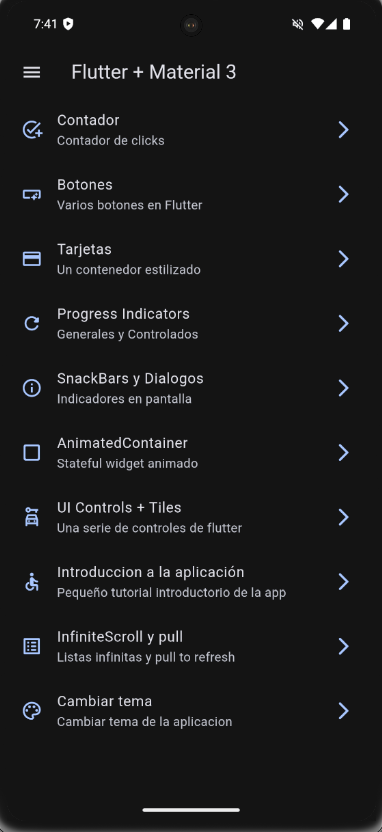 7:41
Flutter + Material 3
Contador
Contador de clicks
Botones
Varios botones en Flutter
Tarjetas
Un contenedor estilizado
Progress Indicators
Generales y Controlados
SnackBars y Dialogos
Indicadores en pantalla
AnimatedContainer
Stateful widget animado
UI Controls + Tiles
Una serie de controles de flutter
Introduccion a la aplicación
Pequeño tutorial introductorio de la app
InfiniteScroll y pull
Listas infinitas y pull to refresh
Cambiar tema
Cambiar tema de la aplicacion